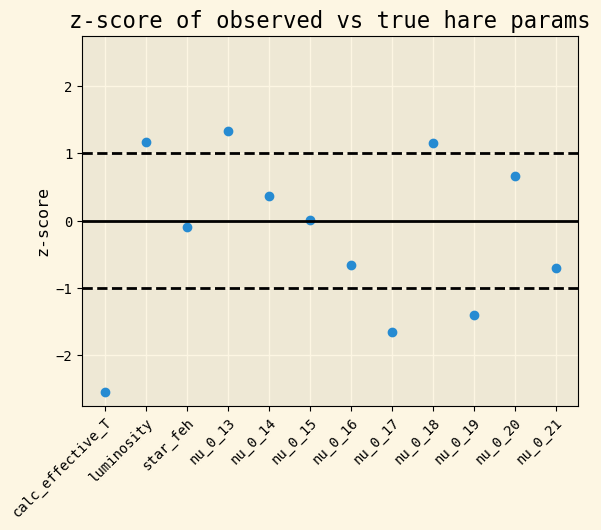 z-score of observed vs true hare params
z-score
2
1
0
−1
−2
calc_effective_T
luminosity
star_feh
nu_0_13
nu_0_14
nu_0_15
nu_0_16
nu_0_17
nu_0_18
nu_0_19
nu_0_20
nu_0_21